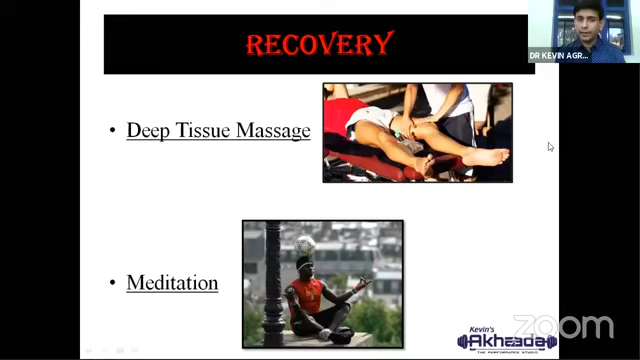 RECOVERY
DR KEVIN AGR...
• Deep Tissue Massage
• Meditation
Kevin's
Akhaada
THE PERFORMANCE STUDIO
zoom